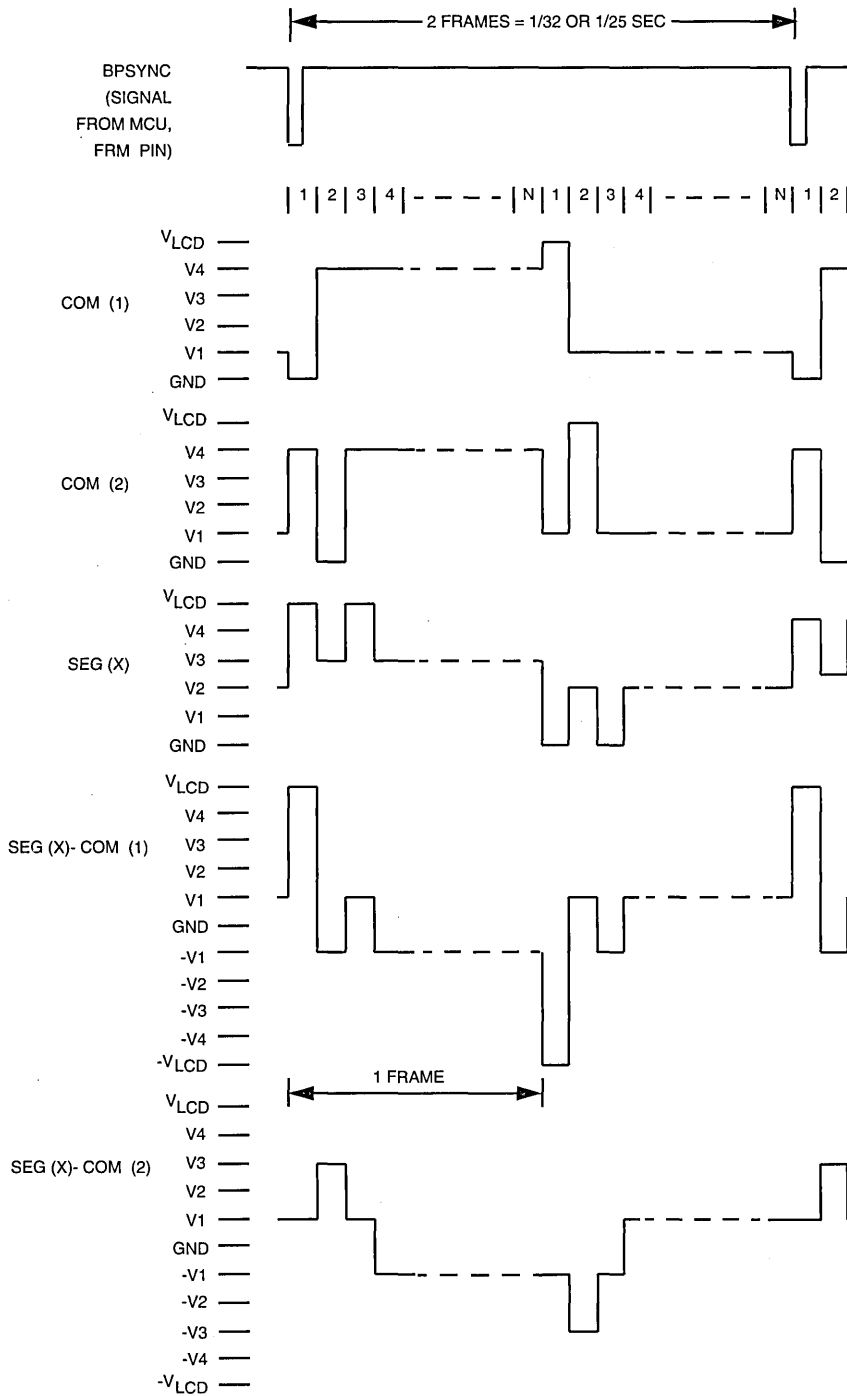 2 FRAMES = 1/32 OR 1/25 SEC
BPSYNC
(SIGNAL
FROM MCU,
FRM PIN)
1 2 3 4 N 1 2 3 4 N 1 2
VLCD
V4
V3
COM (1)
V2
V1
GND
VLCD
V4
V3
COM (2)
V2
V1
GND
VLCD
V4
V3
SEG (X)
V2
V1
GND
VLCD
V4
V3
SEG (X)- COM (1)
V2
V1
GND
-V1
-V2
-V3
-V4
-VLCD
1 FRAME
VLCD
V4
V3
SEG (X)- COM (2)
V2
V1
GND
-V1
-V2
-V3
-V4
-VLCD